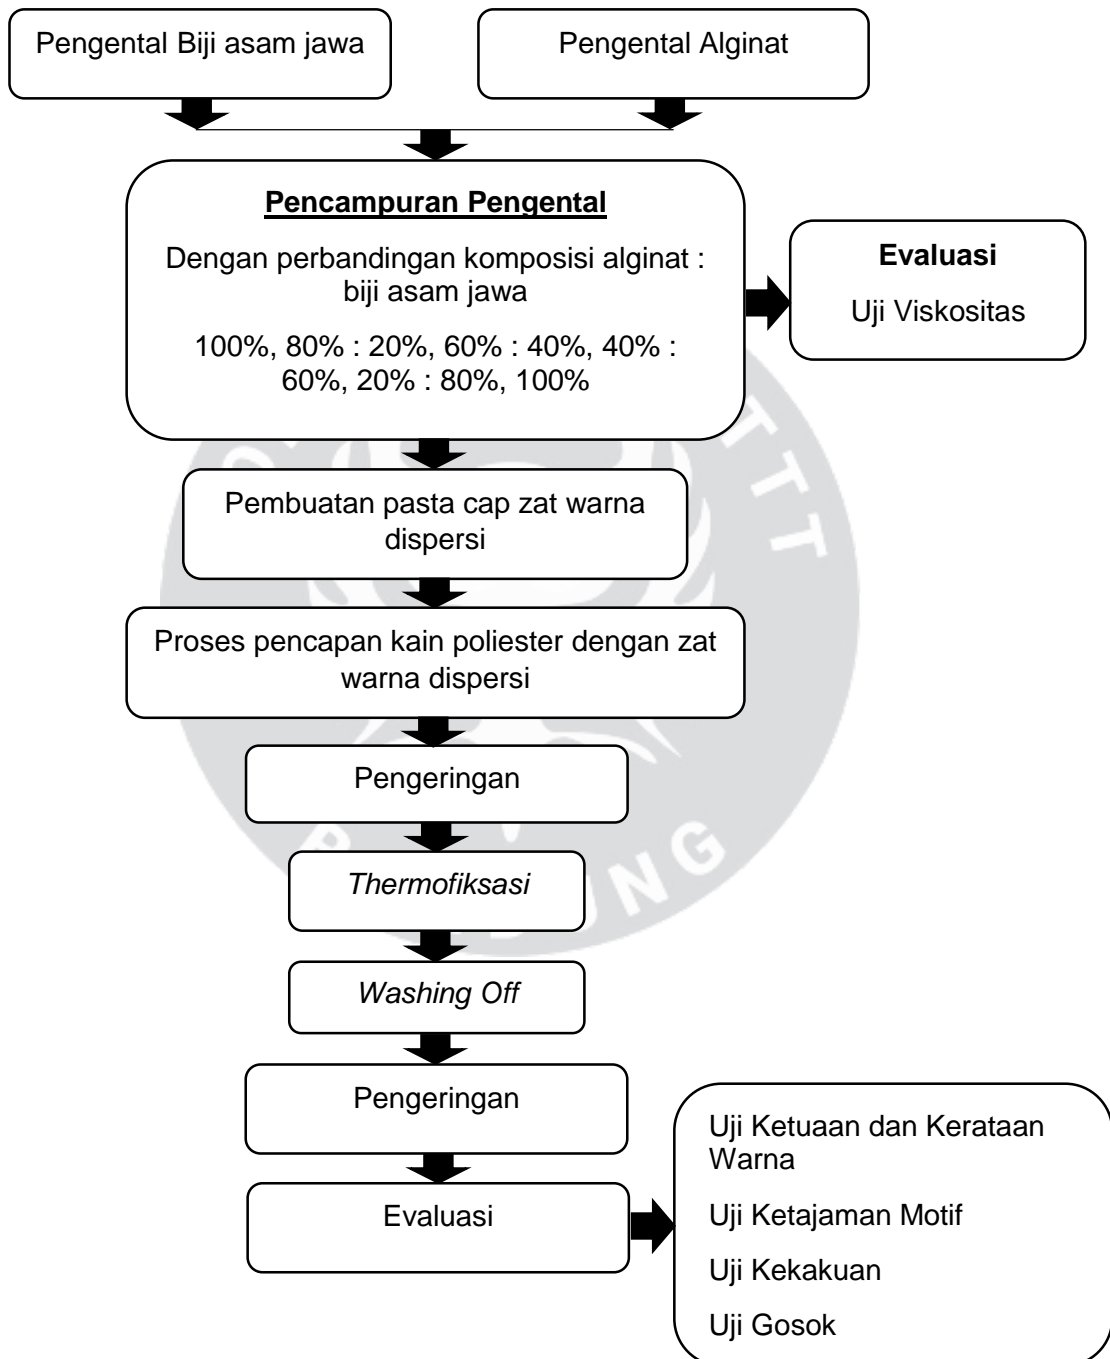 Pengental Biji asam jawa
Pengental Alginat
Pencampuran Pengental
Dengan perbandingan komposisi alginat :
biji asam jawa
100%, 80% : 20%, 60% : 40%, 40% :
60%, 20% : 80%, 100%
Evaluasi
Uji Viskositas
Pembuatan pasta cap zat warna
dispersi
Proses pencapan kain poliester dengan zat
warna dispersi
Pengeringan
Thermofiksasi
Washing Off
Pengeringan
Evaluasi
Uji Ketuaan dan Kerataan
Warna
Uji Ketajaman Motif
Uji Kekakuan
Uji Gosok